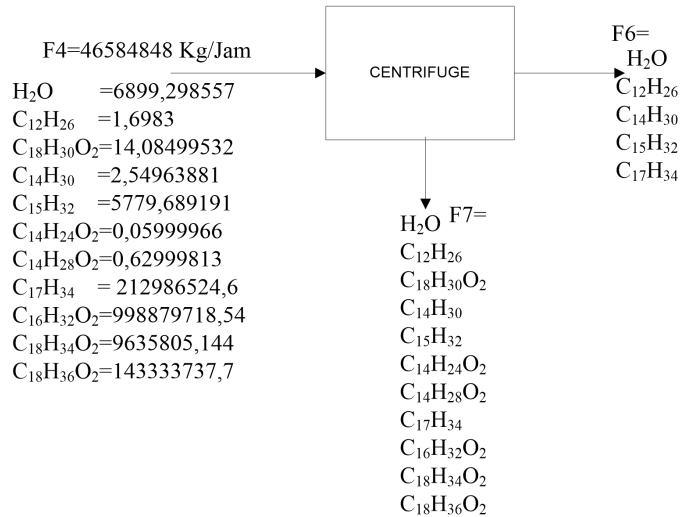 F4=46584848 Kg/Jam
H₂O =6899,298557
C₁₂H₂₆ =1,6983
C₁₈H₃₀O₂=14,08499532
C₁₄H₃₀ =2,54963881
C₁₅H₃₂ =5779,689191
C₁₄H₂₄O₂=0,05999966
C₁₄H₂₈O₂=0,62999813
C₁₇H₃₄ = 212986524,6
C₁₆H₃₂O₂=998879718,54
C₁₈H₃₄O₂=9635805,144
C₁₈H₃₆O₂=143333737,7
CENTRIFUGE
F6=
H₂O
C₁₂H₂₆
C₁₄H₃₀
C₁₅H₃₂
C₁₇H₃₄
H₂O F7=
C₁₂H₂₆
C₁₈H₃₀O₂
C₁₄H₃₀
C₁₅H₃₂
C₁₄H₂₄O₂
C₁₄H₂₈O₂
C₁₇H₃₄
C₁₆H₃₂O₂
C₁₈H₃₄O₂
C₁₈H₃₆O₂